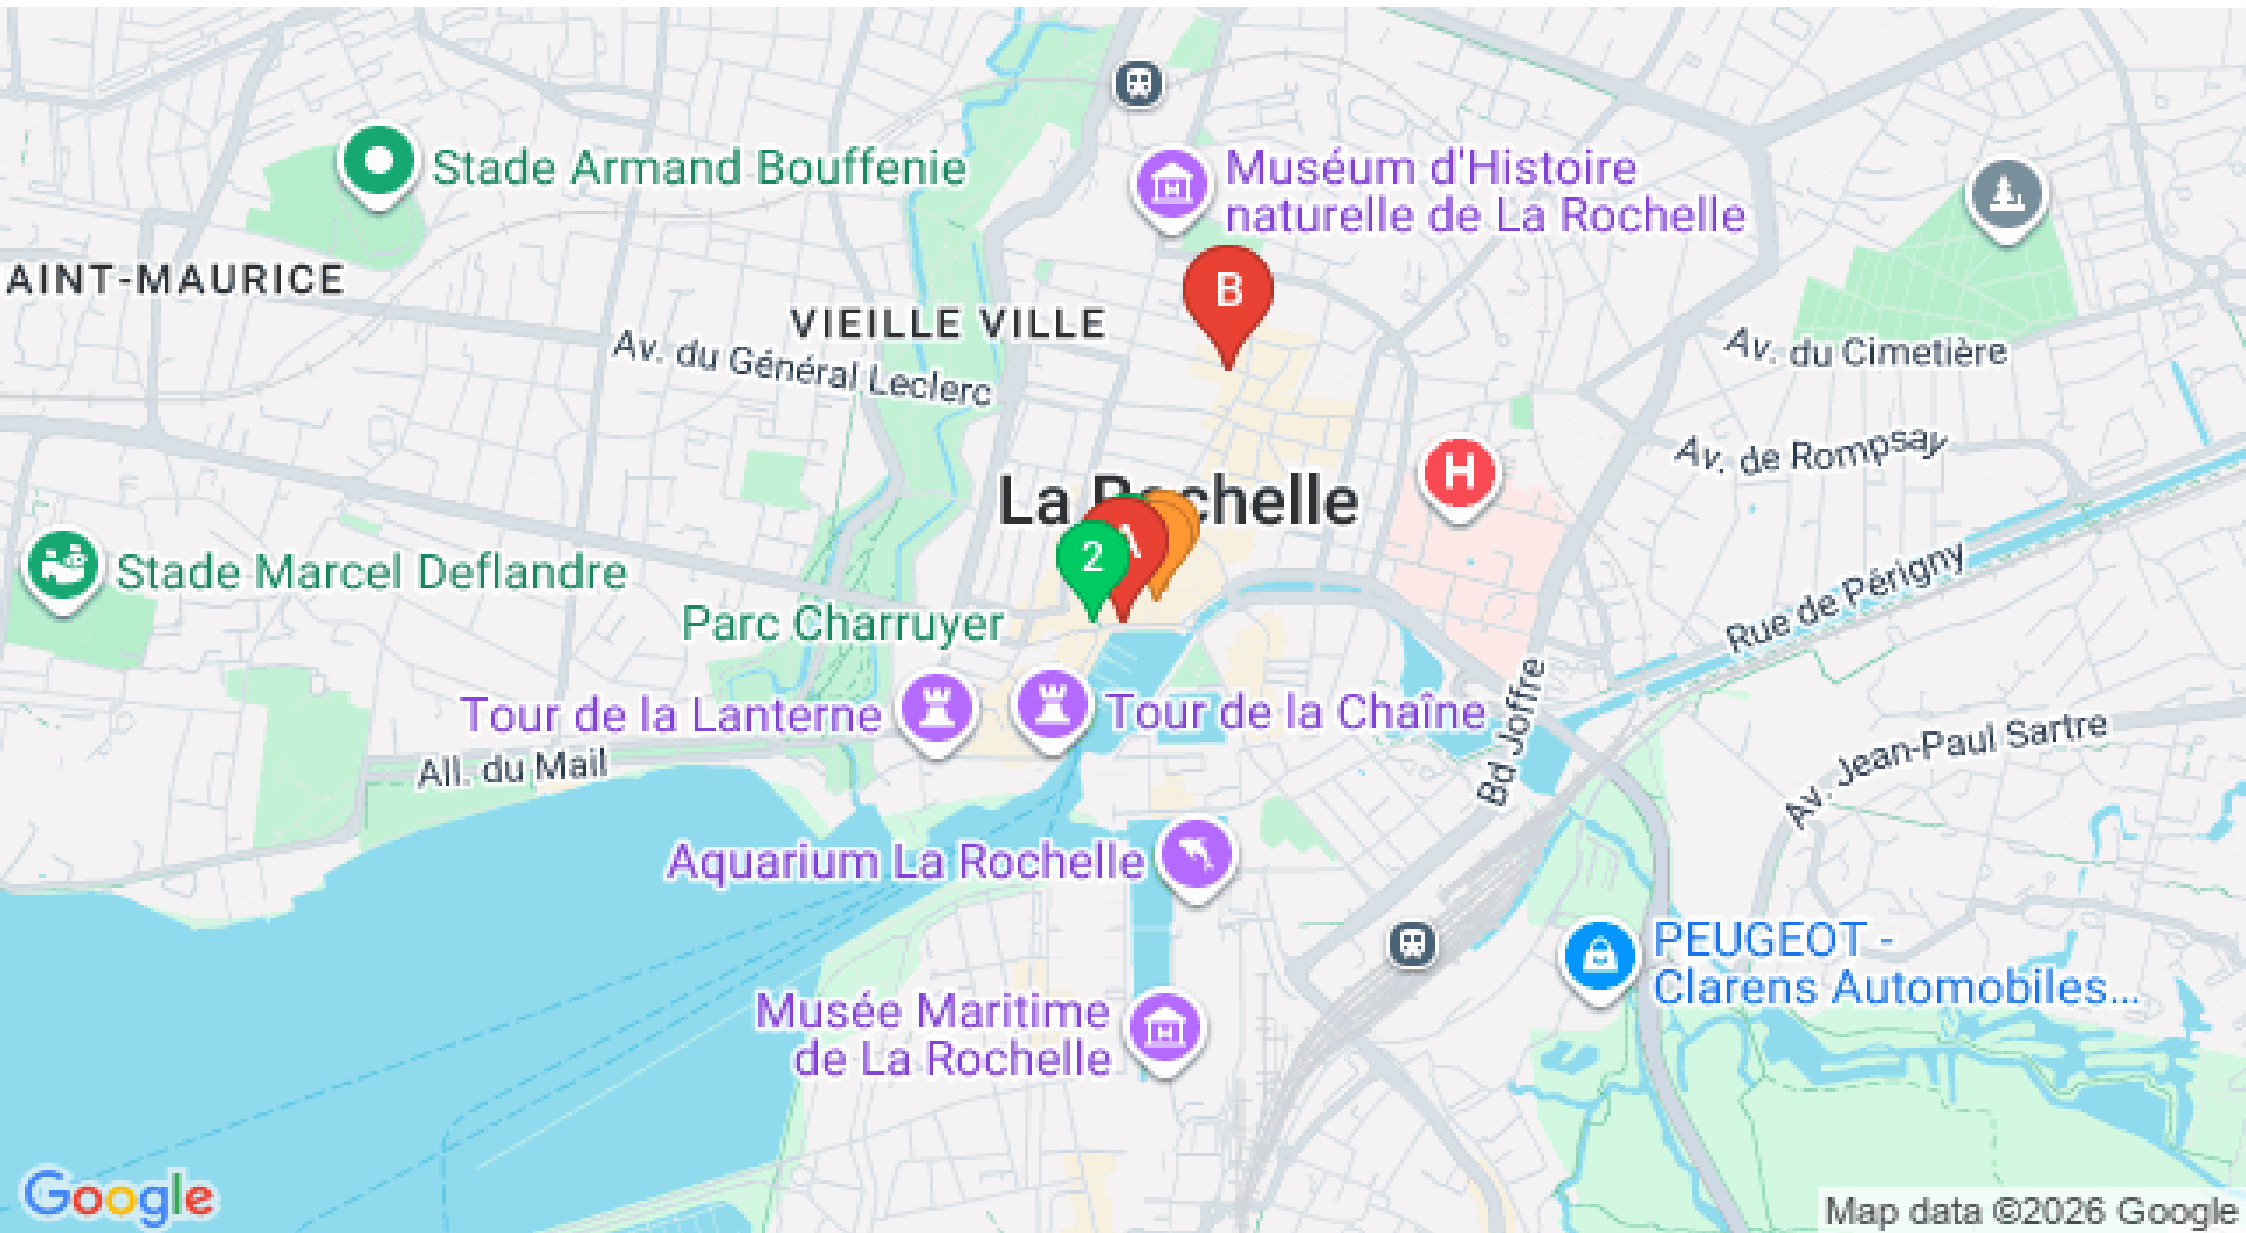 Stade Armand Bouffenie
Muséum d'Histoire
naturelle de La Rochelle
AINT-MAURICE
B
VIEILLE VILLE
Av. du Général Leclerc
Av. du Cimetière
Av. de Rompsay
H
La Rochelle
A
2
Stade Marcel Deflandre
Parc Charruyer
Rue de Périgny
Tour de la Lanterne
Tour de la Chaîne
Bd Joffre
Av. Jean-Paul Sartre
All. du Mail
Aquarium La Rochelle
PEUGEOT -
Clarens Automobiles...
Musée Maritime
de La Rochelle
Google
Map data ©2026 Google